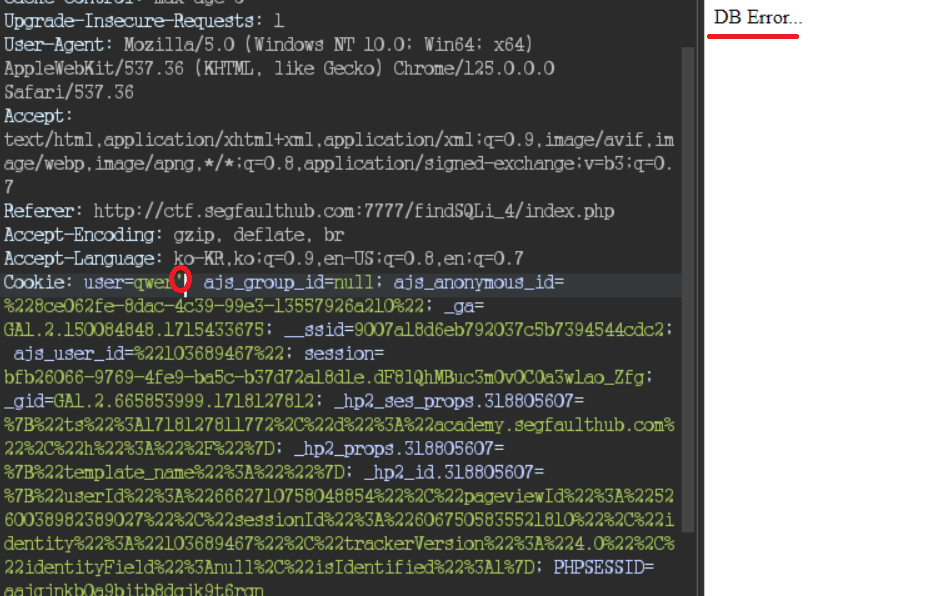 Upgrade-Insecure-Requests: 1
User-Agent: Mozilla/5.0 (Windows NT 10.0; Win64; x64)
AppleWebKit/537.36 (KHTML, like Gecko) Chrome/125.0.0.0
Safari/537.36
Accept:
text/html,application/xhtml+xml,application/xml;q=0.9,image/avif,im
age/webp,image/apng,*/*;q=0.8,application/signed-exchange;v=b3;q=0.
7
Referer: http://ctf.segfaulthub.com:7777/findSQLi_4/index.php
Accept-Encoding: gzip, deflate, br
Accept-Language: ko-KR,ko;q=0.9,en-US;q=0.8,en;q=0.7
Cookie: user=qwer'; ajs_group_id=null; ajs_anonymous_id=
%228ce062fe-8dac-4c39-99e3-13557926a210%22; _ga=
GA1.2.150084848.1715433675; __ssid=9007a18d6eb792037c5b7394544cdc2;
ajs_user_id=%22103689467%22; session=
bfb26066-9769-4fe9-ba5c-b37d72a18d1e.dF81QhMBuc3mOvOC0a3wlao_Zfg;
_gid=GA1.2.665853999.1718127812; _hp2_ses_props.318805607=
%7B%22ts%22%3A1718127811772%2C%22d%22%3A%22academy.segfaulthub.com%
22%2C%22h%22%3A%22%2F%22%7D; _hp2_props.318805607=
%7B%22template_name%22%3A%22%22%7D; _hp2_id.318805607=
%7B%22userId%22%3A%226662710758048854%22%2C%22pageviewId%22%3A%2252
60038982389027%22%2C%22sessionId%22%3A%226067505835521810%22%2C%22i
dentity%22%3A%22103689467%22%2C%22trackerVersion%22%3A%224.0%22%2C%
22identityField%22%3Anull%2C%22isIdentified%22%3A1%7D; PHPSESSID=
DB Error...